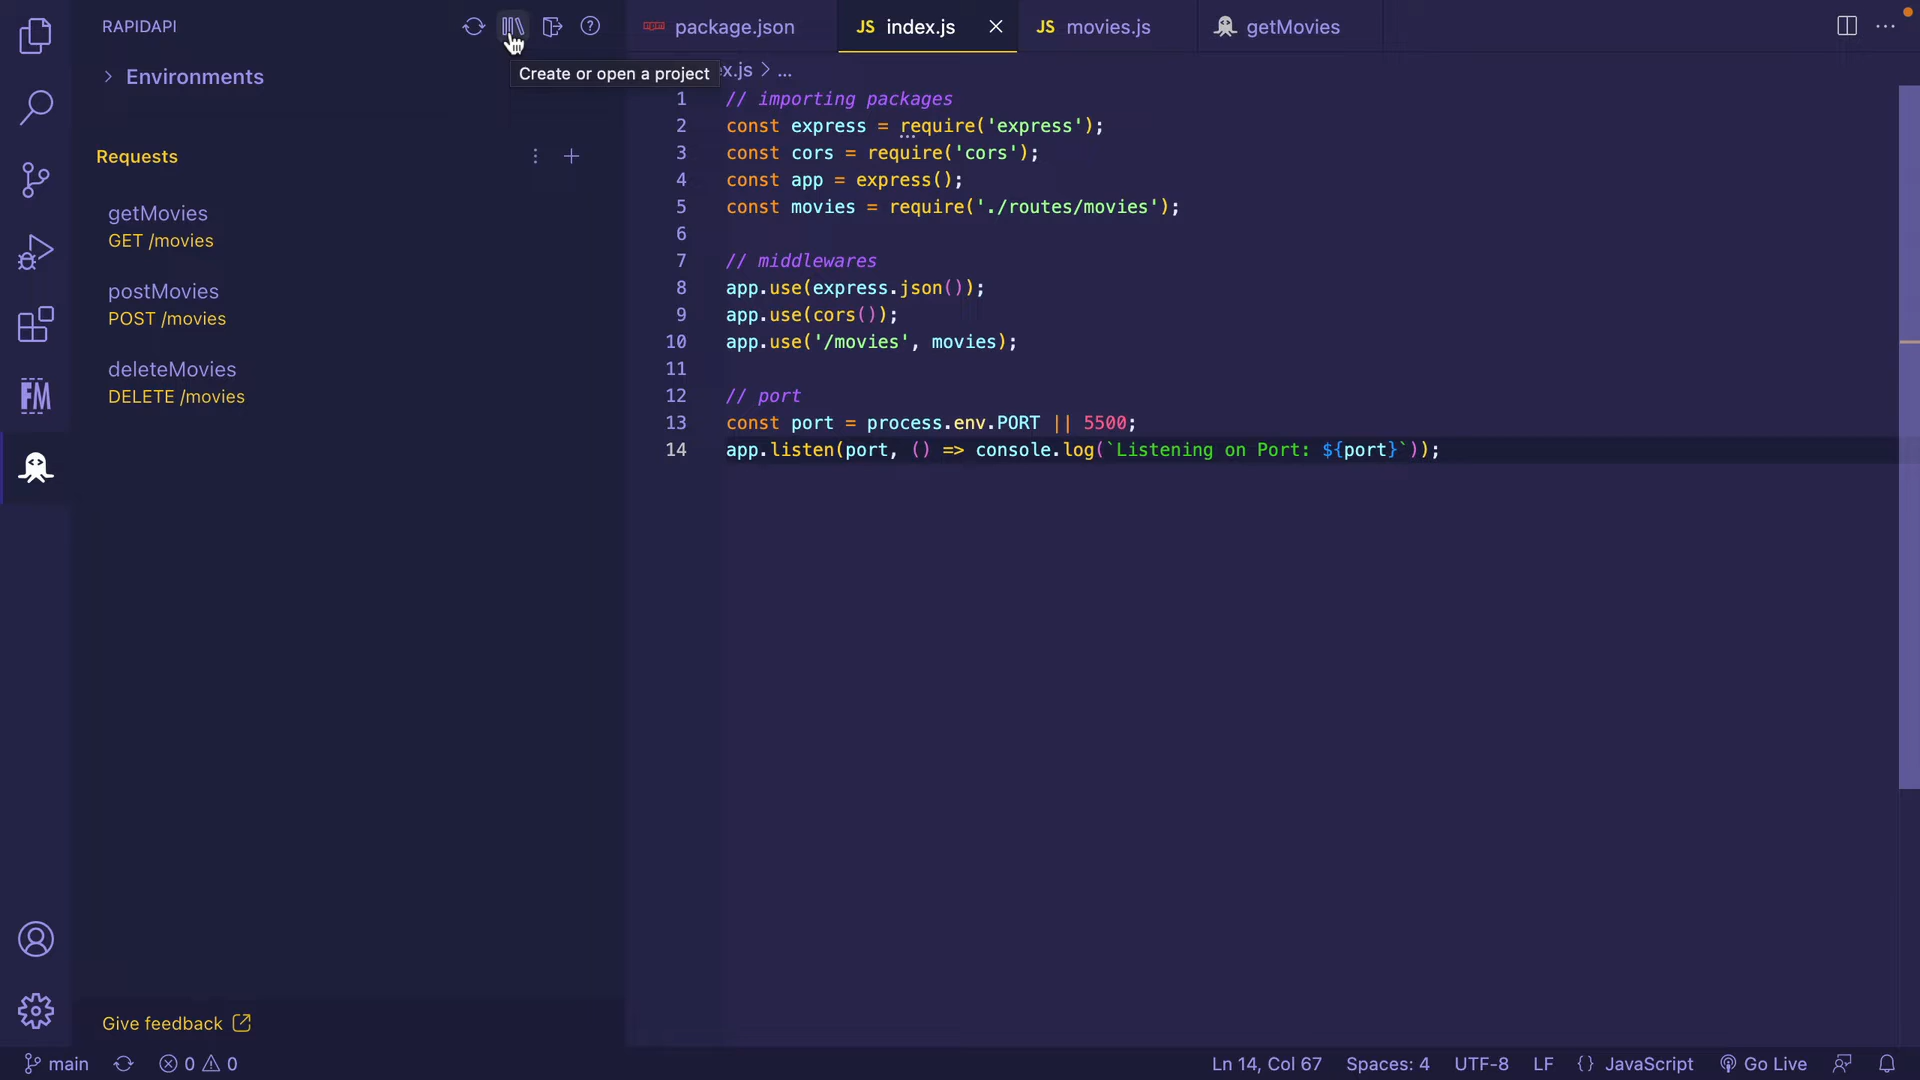 RAPIDAPI
Environments
Create or open a project
Requests
getMovies
GET /movies
postMovies
POST /movies
deleteMovies
DELETE /movies
Give feedback
package.json
JS index.js
JS movies.js
getMovies
x.js > ...
1 // importing packages
2 const express = require('express');
3 const cors = require('cors');
4 const app = express();
5 const movies = require('./routes/movies');
6
7 // middlewares
8 app.use(express.json());
9 app.use(cors());
10 app.use('/movies', movies);
11
12 // port
13 const port = process.env.PORT || 5500;
14 app.listen(port, () => console.log(`Listening on Port: ${port}`));
FM
main 0 0 Ln 14, Col 67 Spaces: 4 UTF-8 LF {} JavaScript Go Live